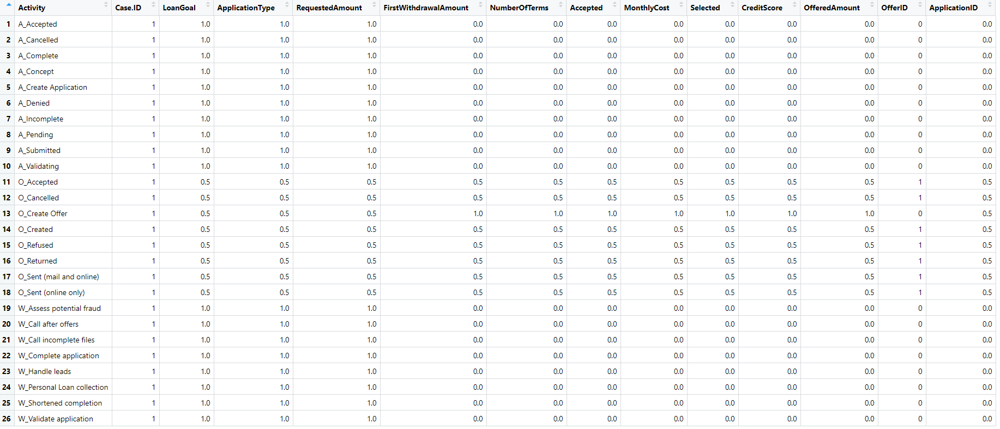 Activity Case.ID LoanGoal ApplicationType RequestedAmount FirstWithdrawalAmount NumberOfTerms Accepted MonthlyCost Selected CreditScore OfferedAmount OfferID ApplicationID
1 A_Accepted 1 1.0 1.0 1.0 0.0 0.0 0.0 0.0 0.0 0.0 0.0 0 0.0
2 A_Cancelled 1 1.0 1.0 1.0 0.0 0.0 0.0 0.0 0.0 0.0 0.0 0 0.0
3 A_Complete 1 1.0 1.0 1.0 0.0 0.0 0.0 0.0 0.0 0.0 0.0 0 0.0
4 A_Concept 1 1.0 1.0 1.0 0.0 0.0 0.0 0.0 0.0 0.0 0.0 0 0.0
5 A_Create Application 1 1.0 1.0 1.0 0.0 0.0 0.0 0.0 0.0 0.0 0.0 0 0.0
6 A_Denied 1 1.0 1.0 1.0 0.0 0.0 0.0 0.0 0.0 0.0 0.0 0 0.0
7 A_Incomplete 1 1.0 1.0 1.0 0.0 0.0 0.0 0.0 0.0 0.0 0.0 0 0.0
8 A_Pending 1 1.0 1.0 1.0 0.0 0.0 0.0 0.0 0.0 0.0 0.0 0 0.0
9 A_Submitted 1 1.0 1.0 1.0 0.0 0.0 0.0 0.0 0.0 0.0 0.0 0 0.0
10 A_Validating 1 1.0 1.0 1.0 0.0 0.0 0.0 0.0 0.0 0.0 0.0 0 0.0
11 O_Accepted 1 0.5 0.5 0.5 0.5 0.5 0.5 0.5 0.5 0.5 0.5 1 0.5
12 O_Cancelled 1 0.5 0.5 0.5 0.5 0.5 0.5 0.5 0.5 0.5 0.5 1 0.5
13 O_Create Offer 1 0.5 0.5 0.5 1.0 1.0 1.0 1.0 1.0 1.0 1.0 0 0.5
14 O_Created 1 0.5 0.5 0.5 0.5 0.5 0.5 0.5 0.5 0.5 0.5 1 0.5
15 O_Refused 1 0.5 0.5 0.5 0.5 0.5 0.5 0.5 0.5 0.5 0.5 1 0.5
16 O_Returned 1 0.5 0.5 0.5 0.5 0.5 0.5 0.5 0.5 0.5 0.5 1 0.5
17 O_Sent (mail and online) 1 0.5 0.5 0.5 0.5 0.5 0.5 0.5 0.5 0.5 0.5 1 0.5
18 O_Sent (online only) 1 0.5 0.5 0.5 0.5 0.5 0.5 0.5 0.5 0.5 0.5 1 0.5
19 W_Assess potential fraud 1 1.0 1.0 1.0 0.0 0.0 0.0 0.0 0.0 0.0 0.0 0 0.0
20 W_Call after offers 1 1.0 1.0 1.0 0.0 0.0 0.0 0.0 0.0 0.0 0.0 0 0.0
21 W_Call incomplete files 1 1.0 1.0 1.0 0.0 0.0 0.0 0.0 0.0 0.0 0.0 0 0.0
22 W_Complete application 1 1.0 1.0 1.0 0.0 0.0 0.0 0.0 0.0 0.0 0.0 0 0.0
23 W_Handle leads 1 1.0 1.0 1.0 0.0 0.0 0.0 0.0 0.0 0.0 0.0 0 0.0
24 W_Personal Loan collection 1 1.0 1.0 1.0 0.0 0.0 0.0 0.0 0.0 0.0 0.0 0 0.0
25 W_Shortened completion 1 1.0 1.0 1.0 0.0 0.0 0.0 0.0 0.0 0.0 0.0 0 0.0
26 W_Validate application 1 1.0 1.0 1.0 0.0 0.0 0.0 0.0 0.0 0.0 0.0 0 0.0